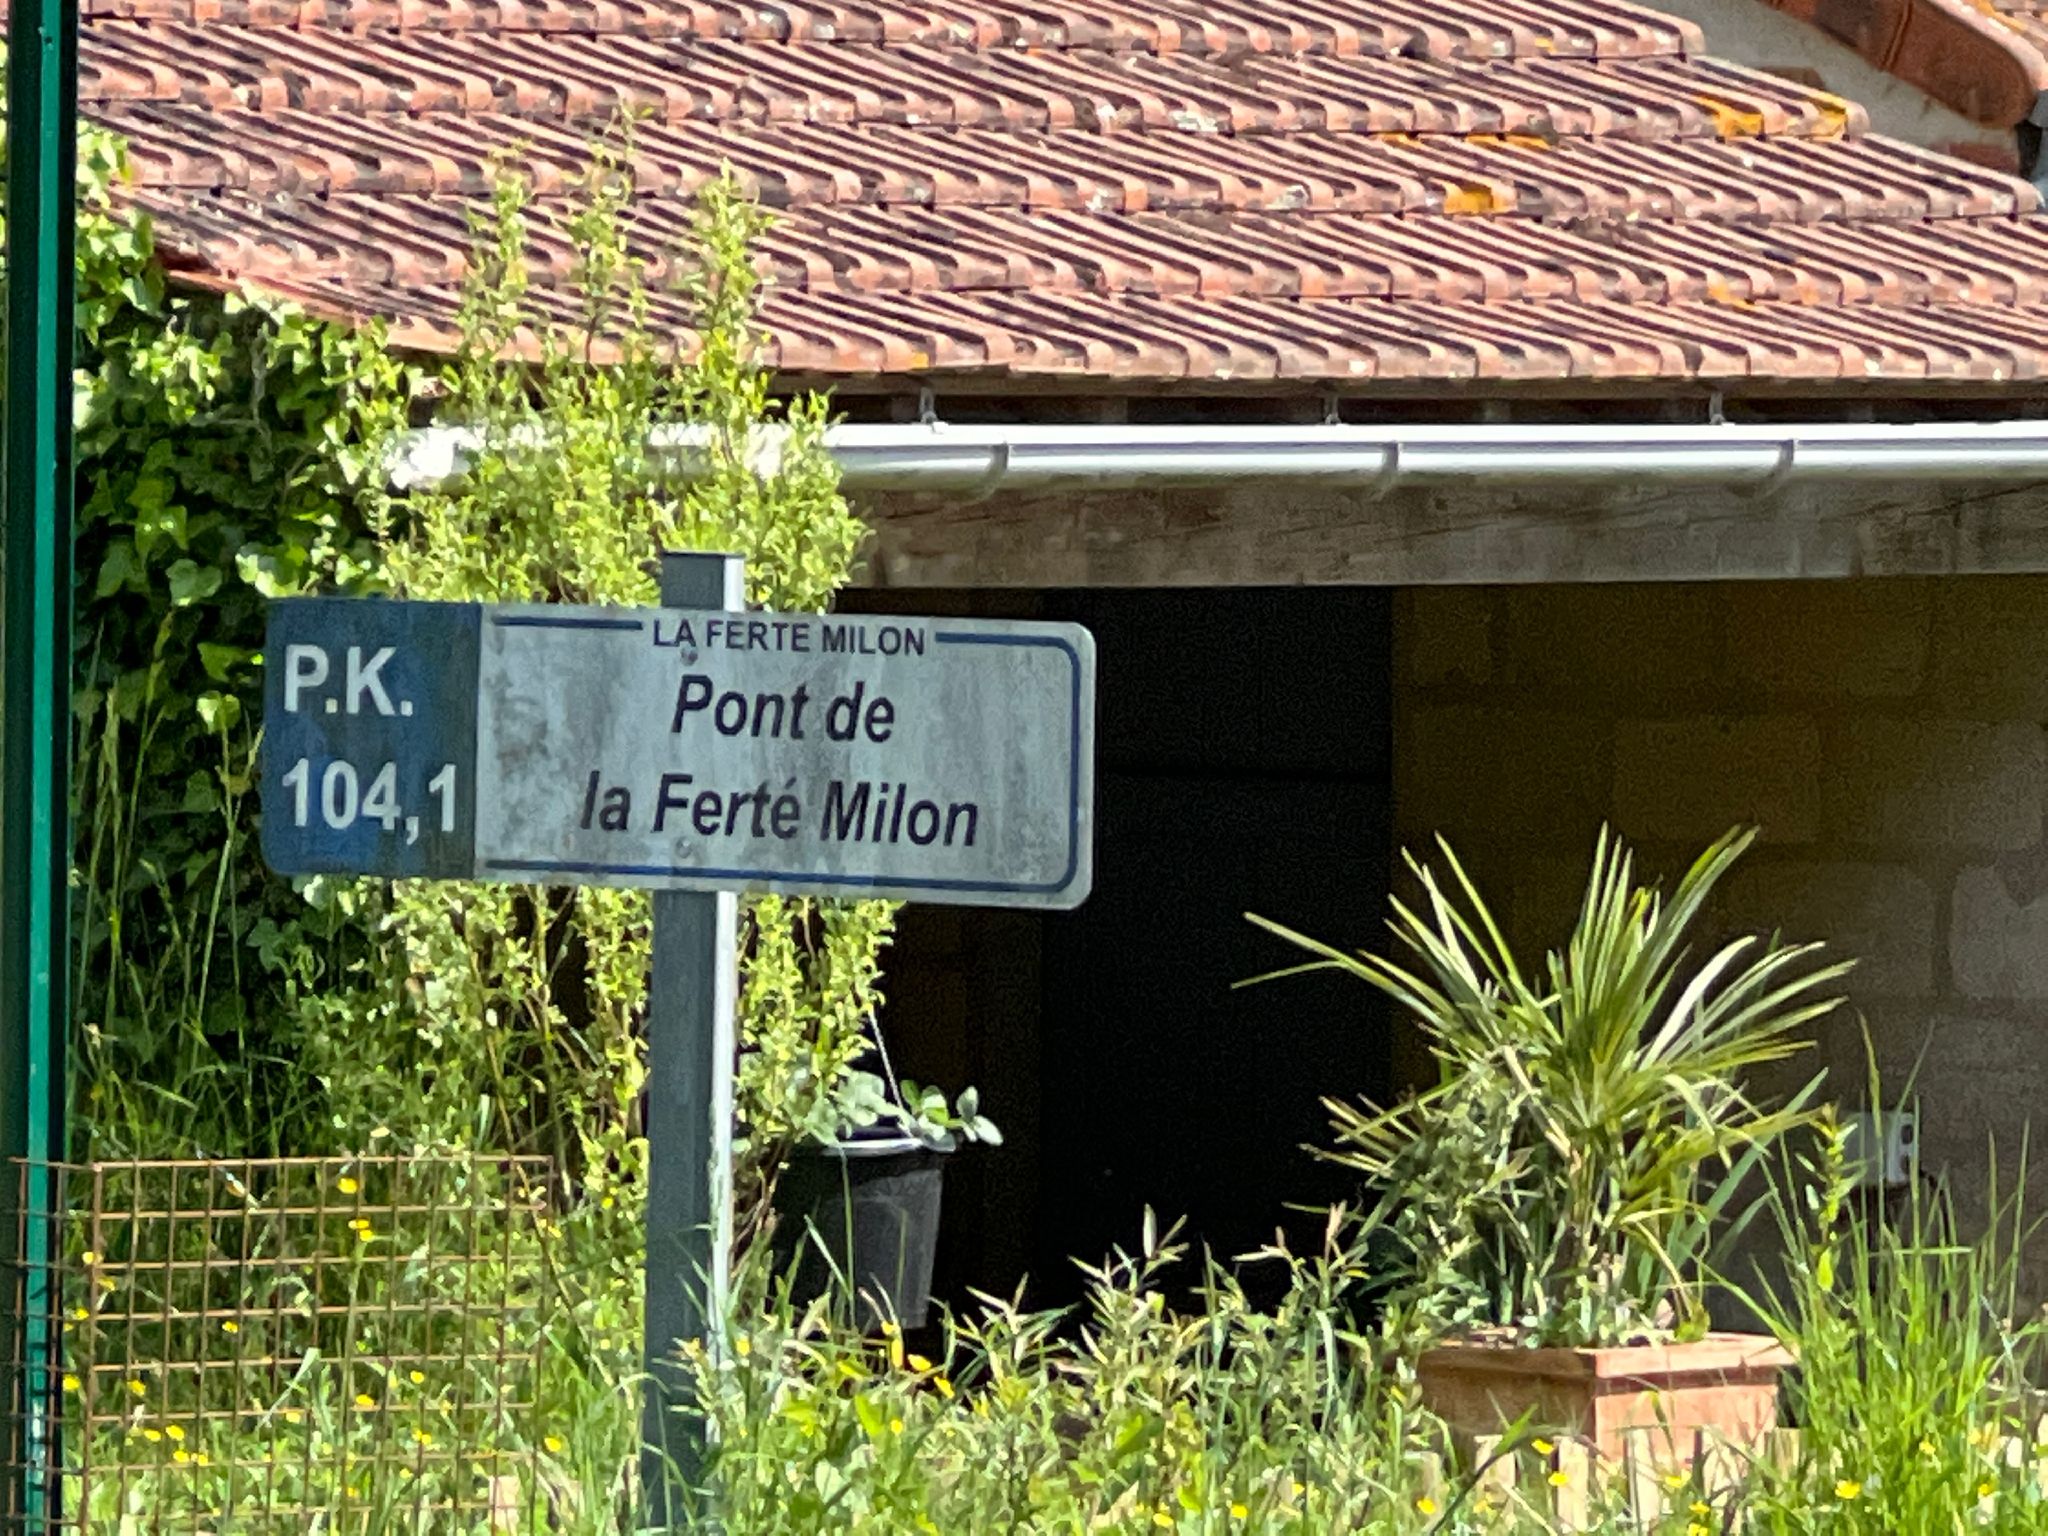 P.K.
104,1
LA FERTE MILON
Pont de
la Ferté Milon